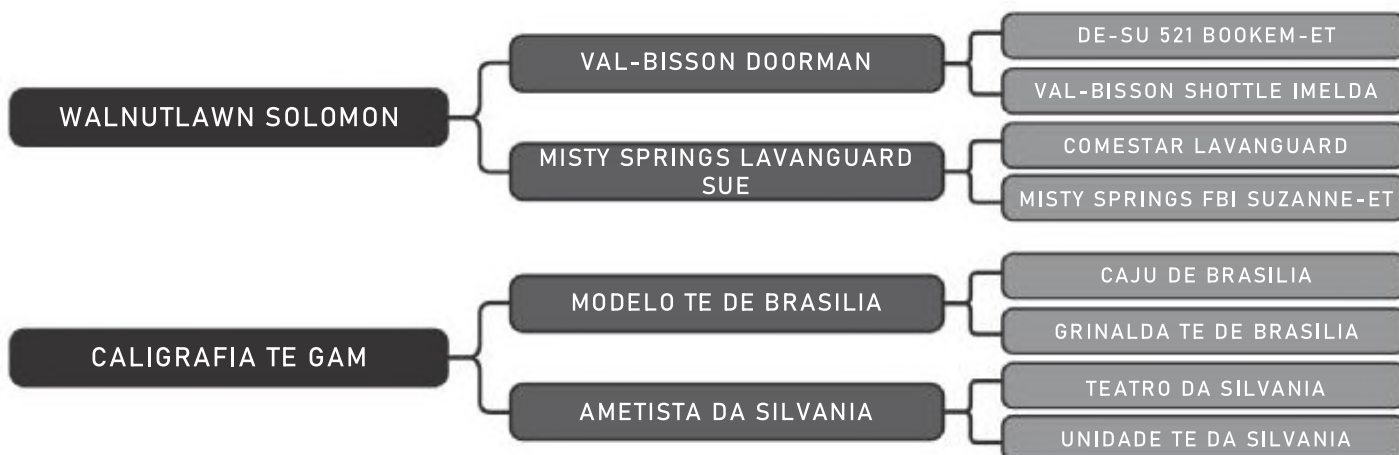 WALNUTLAWN SOLOMON
VAL-BISSON DOORMAN
DE-SU 521 BOOKEM-ET
VAL-BISSON SHOTTLE IMELDA
MISTY SPRINGS LAVANGUARD
SUE
COMESTAR LAVANGUARD
MISTY SPRINGS FBI SUZANNE-ET
CALIGRAFIA TE GAM
MODELO TE DE BRASILIA
CAJU DE BRASILIA
GRINALDA TE DE BRASILIA
AMETISTA DA SILVANIA
TEATRO DA SILVANIA
UNIDADE TE DA SILVANIA